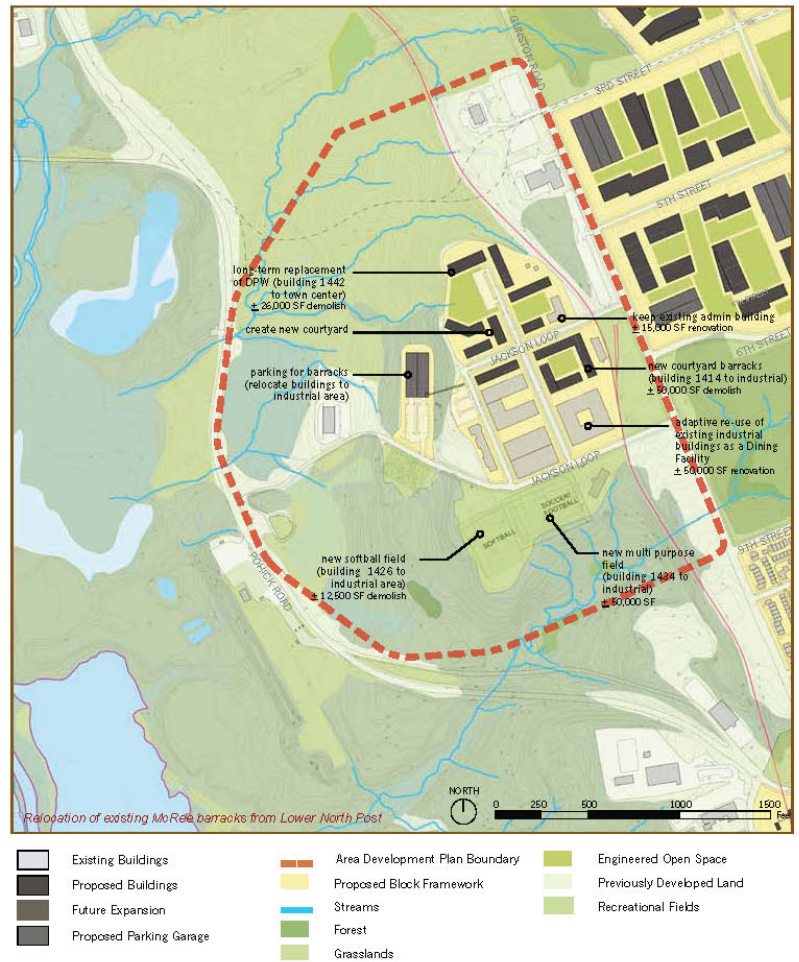 GUNSTON ROAD
3RD STREET
5TH STREET
6TH STREET
long-term replacement
of DPW (building 1442
to town center)
± 26,000 SF demolish
create new courtyard
keep existing admin building
± 15,000 SF renovation
JACKSON LOOP
parking for barracks
(relocate buildings to
industrial area)
new courtyard barracks
(building 1414 to industrial)
± 50,000 SF demolish
adaptive re-use of
existing industrial
buildings as a Dining
Facility
± 50,000 SF renovation
JACKSON LOOP
SOCCER/
FOOTBALL
SOFTBALL
9TH STREET
new softball field
(building 1426 to
industrial area)
± 12,500 SF demolish
new multi purpose
field
(building 1434 to
industrial)
± 50,000 SF
POHICK ROAD
NORTH
0 250 500 1000 1500
Feet
Relocation of existing McRee barracks from Lower North Post
Existing Buildings
Proposed Buildings
Future Expansion
Proposed Parking Garage
Area Development Plan Boundary
Proposed Block Framework
Streams
Forest
Grasslands
Engineered Open Space
Previously Developed Land
Recreational Fields